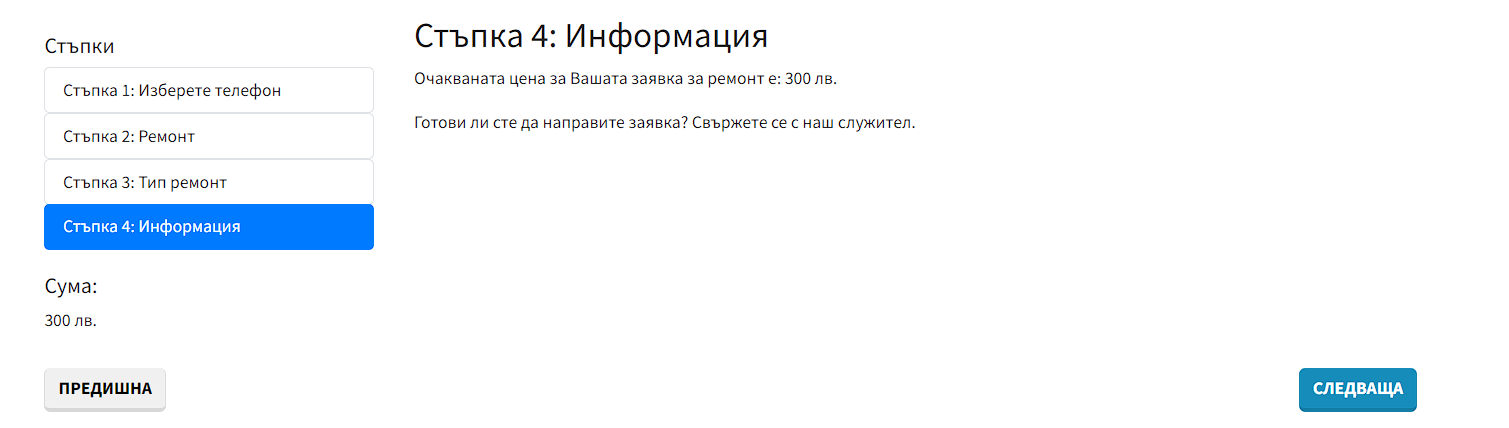 Стъпки
Стъпка 1: Изберете телефон
Стъпка 2: Ремонт
Стъпка 3: Тип ремонт
Стъпка 4: Информация
Сума:
300 лв.
Стъпка 4: Информация
Очакваната цена за Вашата заявка за ремонт е: 300 лв.
Готови ли сте да направите заявка? Свържете се с наш служител.
ПРЕДИШНА
СЛЕДВАЩА